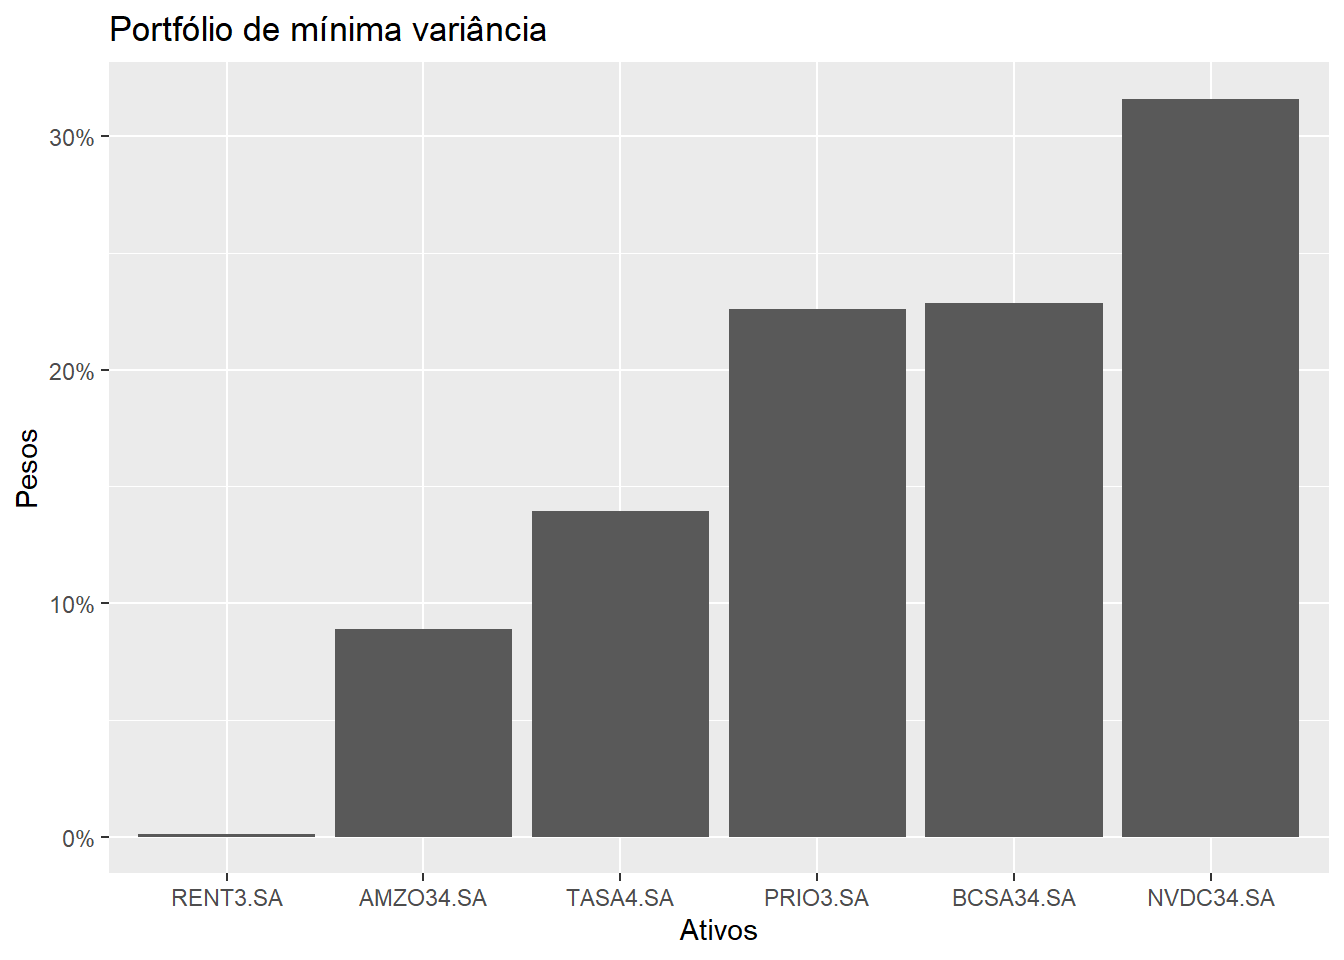 Portfólio de mínima variância
30%
20%
10%
0%
Pesos
RENT3.SA AMZO34.SA TASA4.SA PRIO3.SA BCSA34.SA NVDC34.SA
Ativos